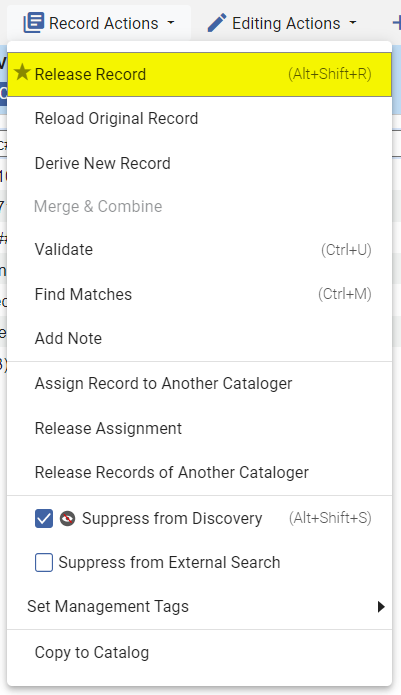 Record Actions
Editing Actions
Release Record (Alt+Shift+R)
Reload Original Record
Derive New Record
Merge & Combine
Validate (Ctrl+U)
Find Matches (Ctrl+M)
Add Note
Assign Record to Another Cataloger
Release Assignment
Release Records of Another Cataloger
Suppress from Discovery (Alt+Shift+S)
Suppress from External Search
Set Management Tags
Copy to Catalog